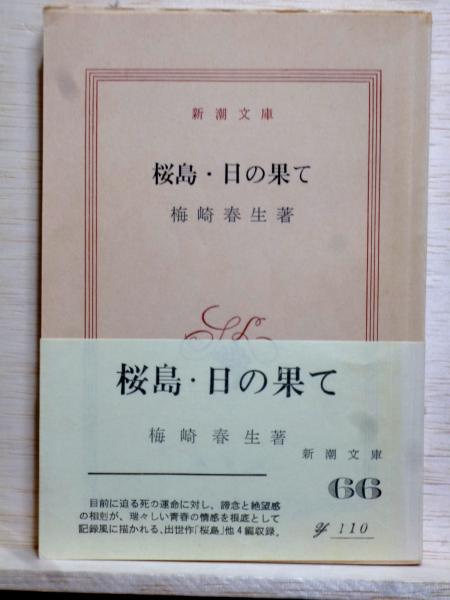 新潮文庫
桜島・日の果て
梅崎春生著
桜島・日の果て
梅崎春生著
新潮文庫
66
目前に迫る死の運命に対し、諦念と絶望感
の相剋が、瑞々しい青春の情感を根底として
記録風に描かれる、出世作「桜島」他4編収録。
¥ 110